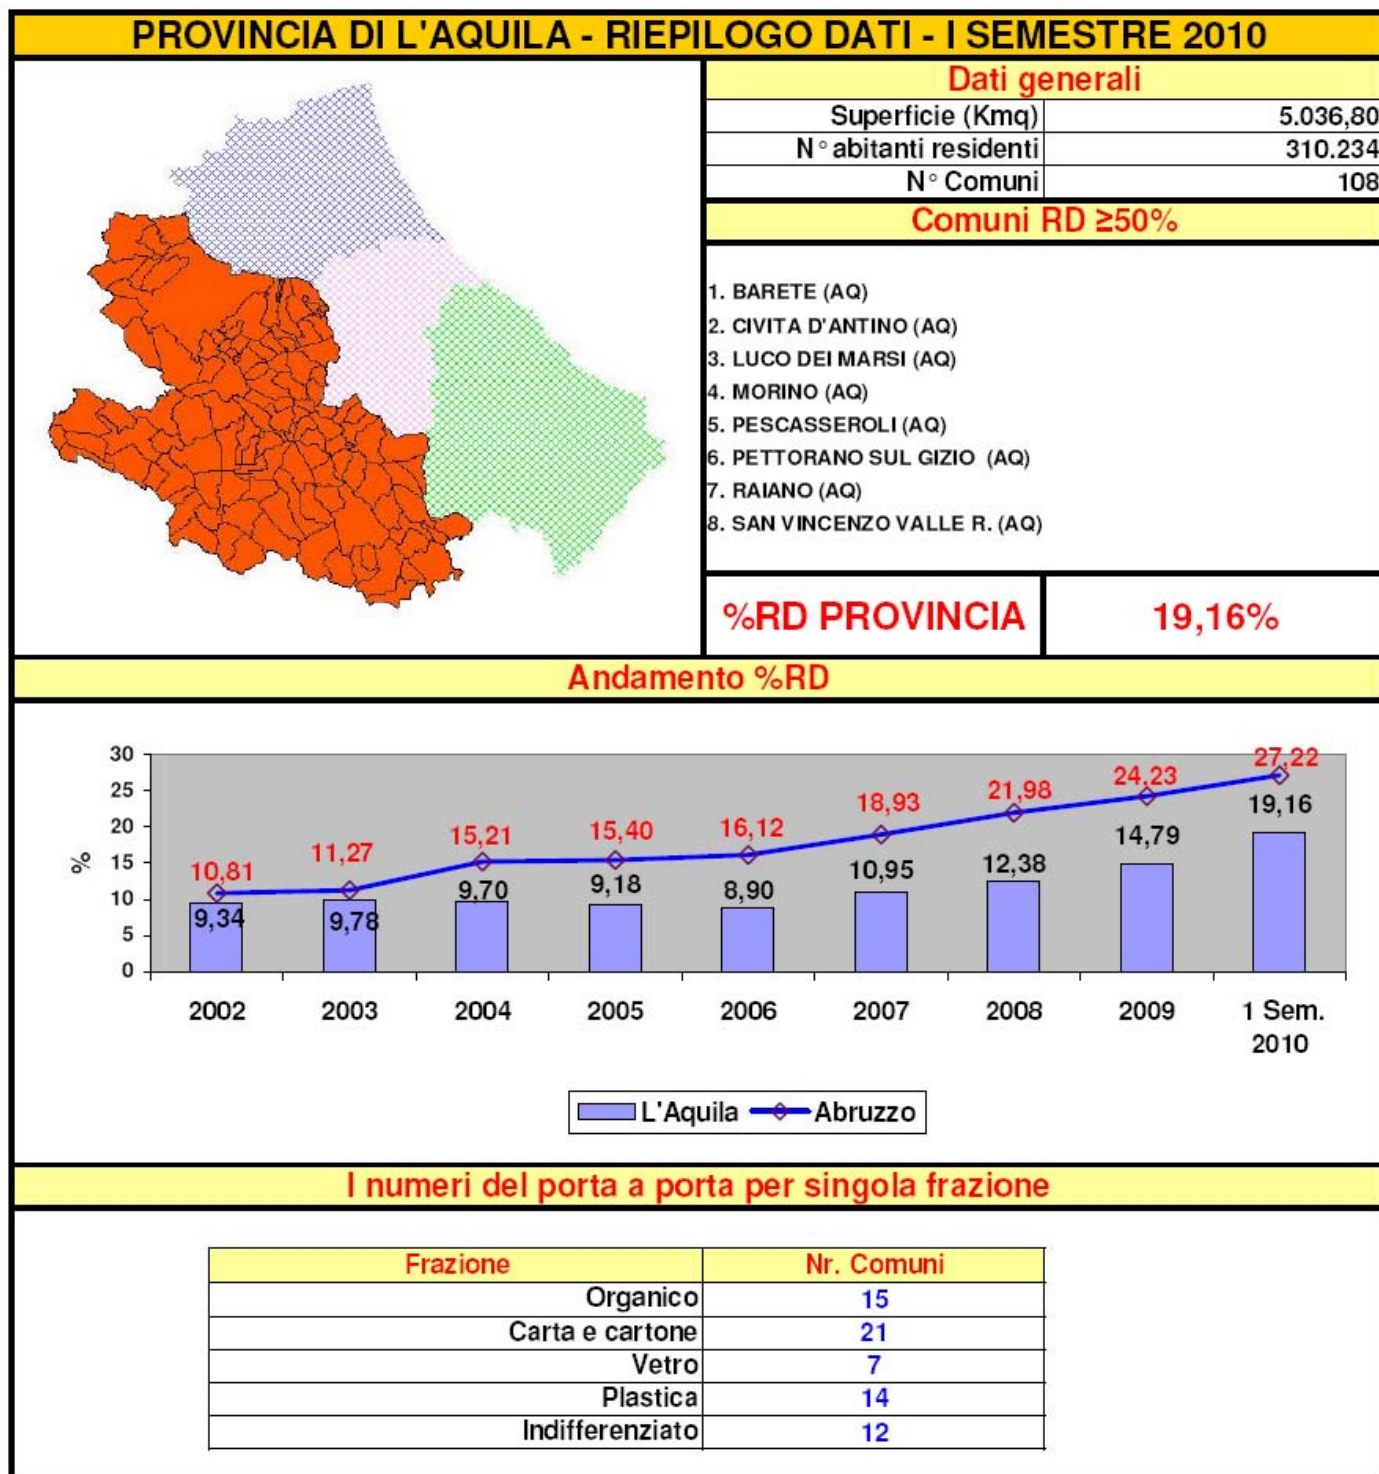 PROVINCIA DI L'AQUILA - RIEPILOGO DATI - I SEMESTRE 2010
Dati generali
Superficie (Kmq) 5.036,80
N° abitanti residenti 310.234
N° Comuni 108
Comuni RD ≥50%
1. BARETE (AQ)
2. CIVITA D'ANTINO (AQ)
3. LUCO DEI MARSI (AQ)
4. MORINO (AQ)
5. PESCASSEROLI (AQ)
6. PETTORANO SUL GIZIO (AQ)
7. RAIANO (AQ)
8. SAN VINCENZO VALLE R. (AQ)
%RD PROVINCIA 19,16%
Andamento %RD
%
30
25
20
15
10
5
0
10,81 11,27 15,21 15,40 16,12 18,93 21,98 24,23 27,22
9,34 9,78 9,70 9,18 8,90 10,95 12,38 14,79 19,16
2002 2003 2004 2005 2006 2007 2008 2009 1 Sem.
2010
L'Aquila Abruzzo
I numeri del porta a porta per singola frazione
Frazione Nr. Comuni
Organico 15
Carta e cartone 21
Vetro 7
Plastica 14
Indifferenziato 12